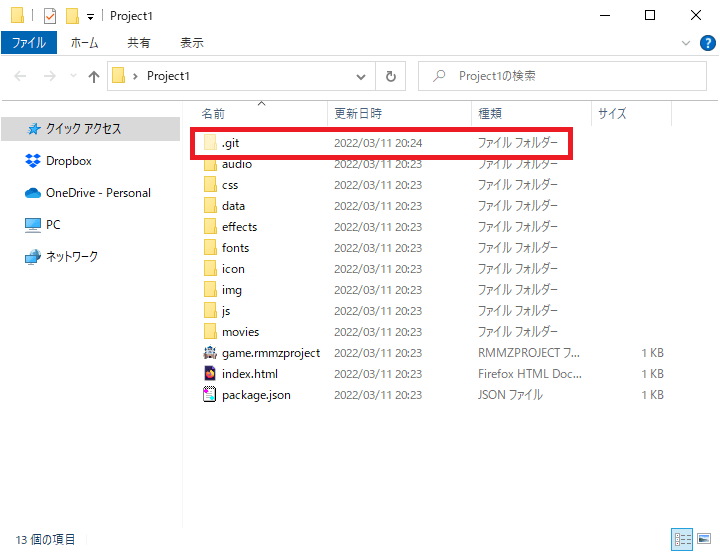 Project1
ファイル ホーム 共有 表示
Project1 Project1の検索
名前 更新日時 種類 サイズ
クイック アクセス
Dropbox
OneDrive - Personal
PC
ネットワーク
.git 2022/03/11 20:24 ファイル フォルダー
audio 2022/03/11 20:23 ファイル フォルダー
css 2022/03/11 20:23 ファイル フォルダー
data 2022/03/11 20:23 ファイル フォルダー
effects 2022/03/11 20:23 ファイル フォルダー
fonts 2022/03/11 20:23 ファイル フォルダー
icon 2022/03/11 20:23 ファイル フォルダー
img 2022/03/11 20:23 ファイル フォルダー
js 2022/03/11 20:23 ファイル フォルダー
movies 2022/03/11 20:23 ファイル フォルダー
game.rmmzproject 2022/03/11 20:23 RMMZPROJECT フ... 1 KB
index.html 2022/03/11 20:23 Firefox HTML Doc... 1 KB
package.json 2022/03/11 20:23 JSON ファイル 1 KB
13 個の項目